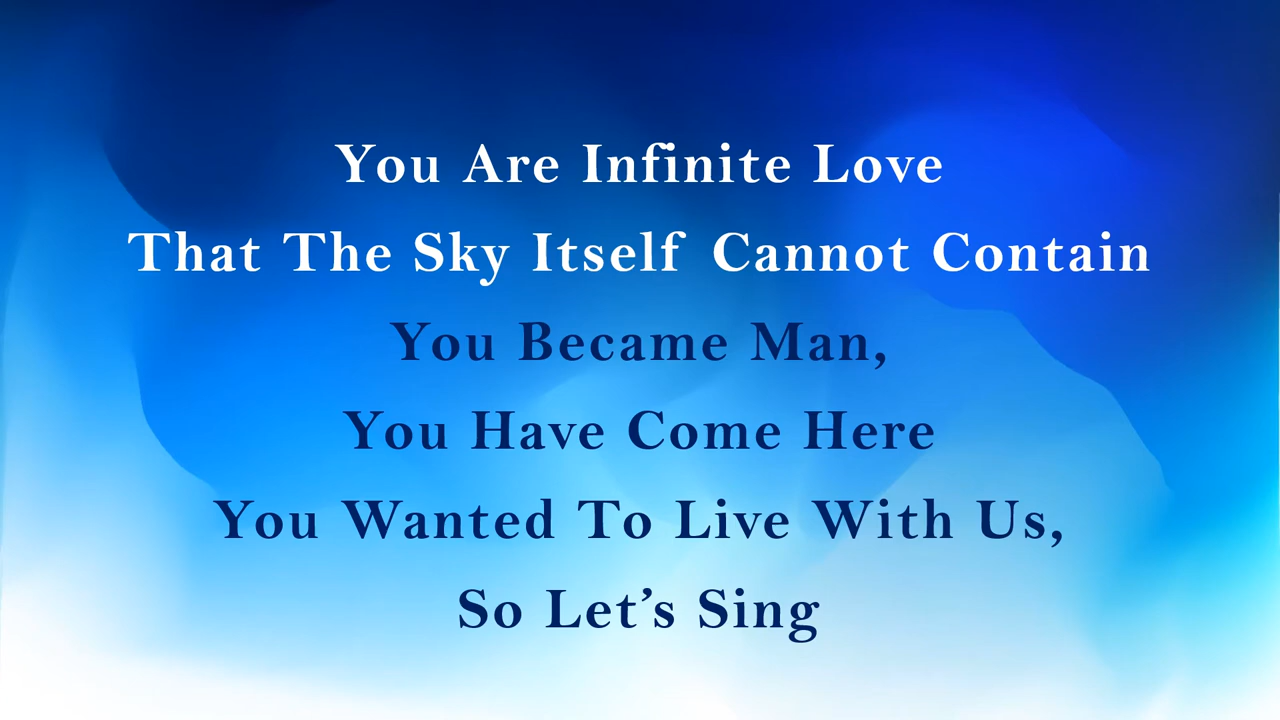 You Are Infinite Love
That The Sky Itself Cannot Contain
You Became Man,
You Have Come Here
You Wanted To Live With Us,
So Let’s Sing